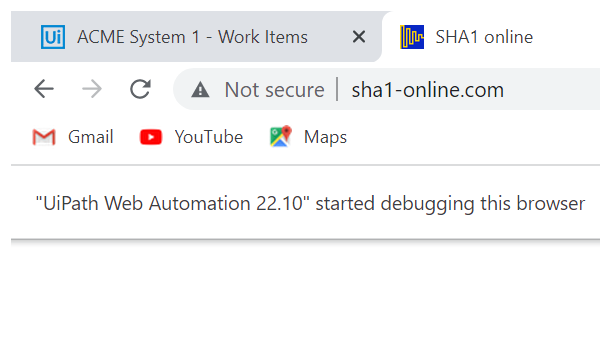 Ui ACME System 1 - Work Items SHA1 online
Not secure sha1-online.com
Gmail YouTube Maps
"UiPath Web Automation 22.10" started debugging this browser